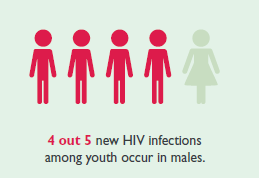 4 out 5 new HIV infections
among youth occur in males.